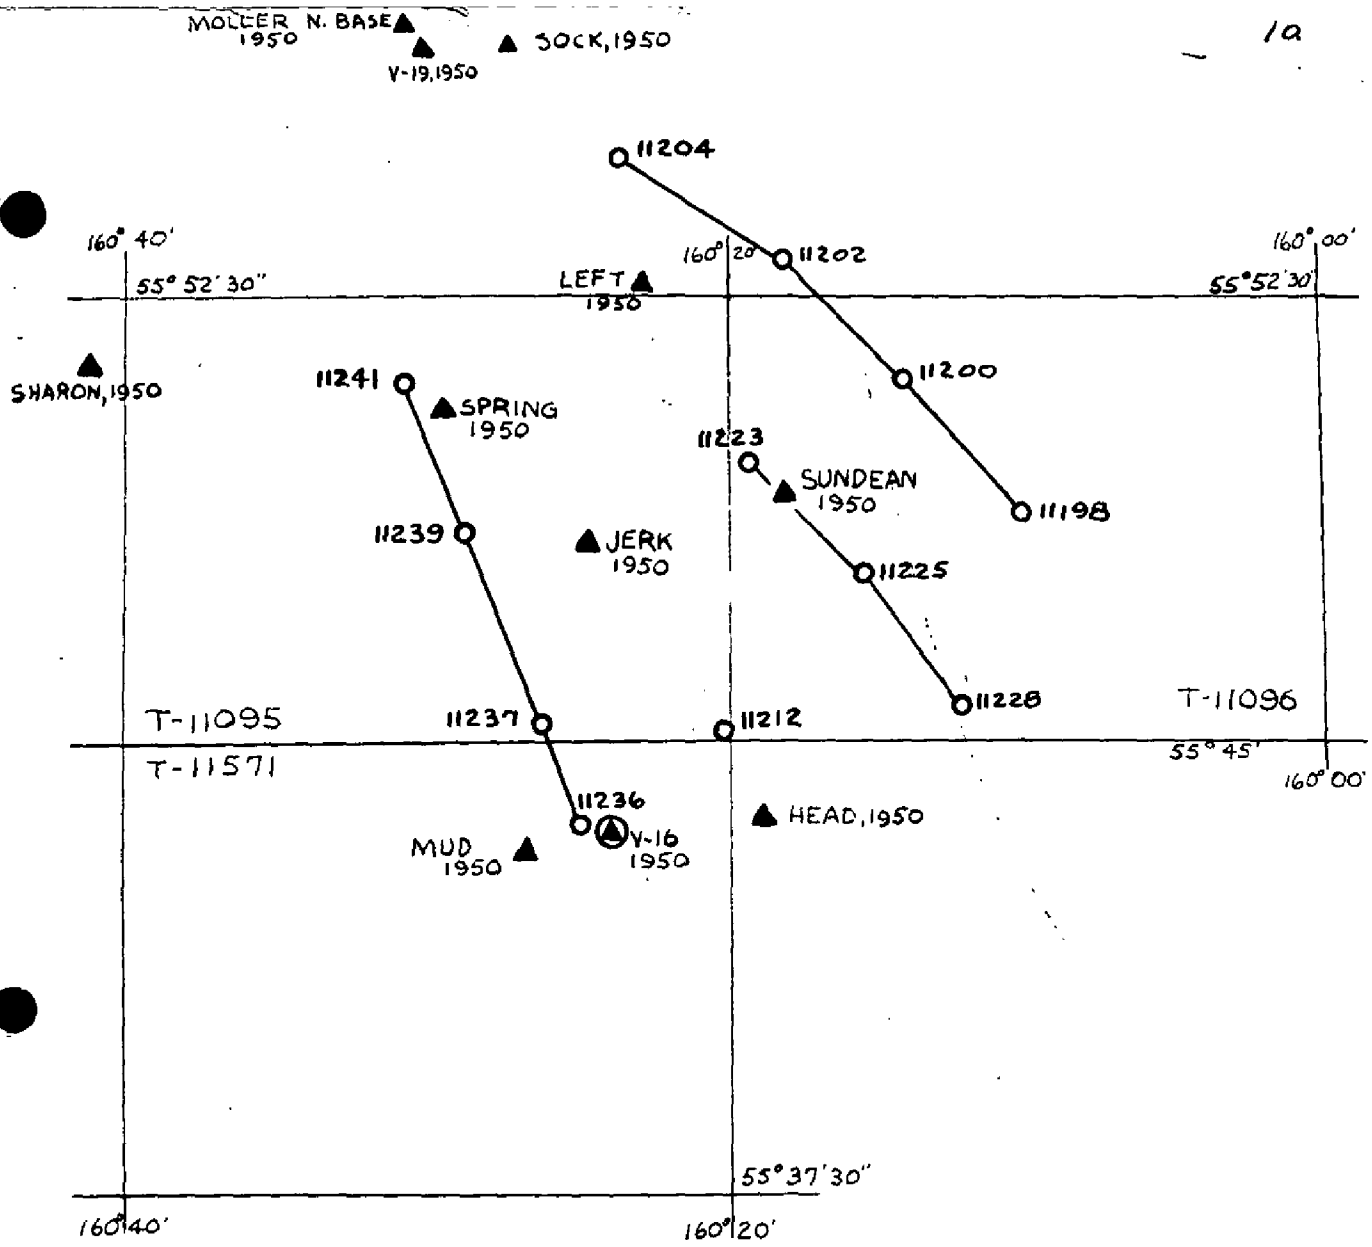 1a
MOLLER N. BASE
1950
V-19, 1950
SOCK, 1950
11204
160° 40'
160° 20'
11202
160° 00'
55° 52' 30"
LEFT
1950
55° 52' 30"
SHARON, 1950
11241
SPRING
1950
11200
11223
SUNDEAN
1950
11198
11239
JERK
1950
11225
T-11095
11237
11212
11228
T-11096
T-11571
55° 45'
160° 00'
11236
MUD
1950
V-16
1950
HEAD, 1950
55° 37' 30"
160° 40'
160° 20'